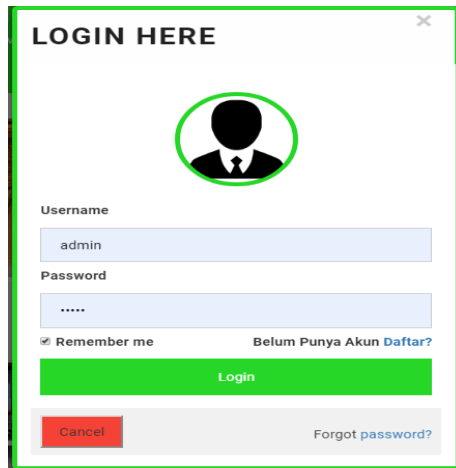 LOGIN HERE ×
Username
admin
Password
•••••
Remember me Belum Punya Akun Daftar?
Login
Cancel Forgot password?